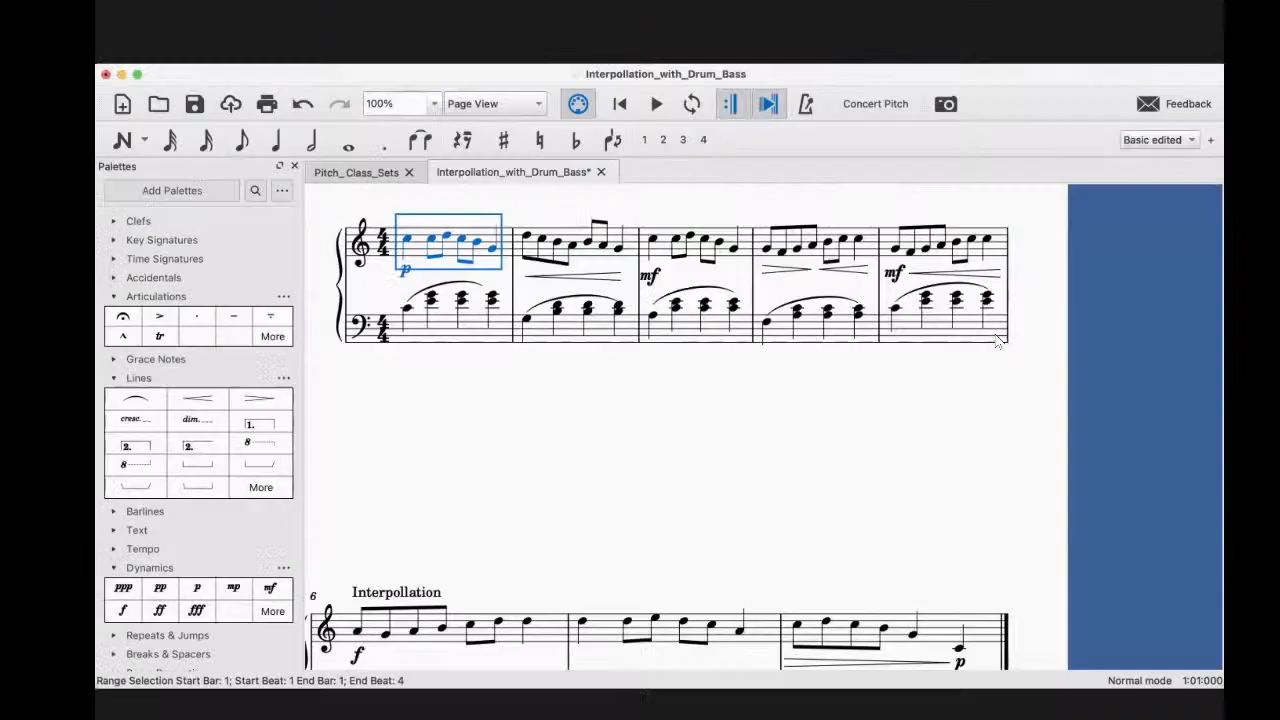 Interpollation_with_Drum_Bass
100% Page View Concert Pitch Feedback
1 2 3 4 Basic edited +
Palettes
Pitch_Class_Sets Interpollation_with_Drum_Bass*
Add Palettes
Clefs
Key Signatures
Time Signatures
Accidentals
Articulations
tr
More
Grace Notes
Lines
cresc. dim. 1.
2. 2. 8
8
More
Barlines
Text
Tempo
Dynamics
ppp pp p mp mf
f ff fff More
Repeats & Jumps
Breaks & Spacers
p mf mf
6 Interpollation
f p
Range Selection Start Bar: 1; Start Beat: 1 End Bar: 1; End Beat: 4 Normal mode 1:01:000